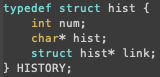 typedef struct hist {
    int num;
    char* hist;
    struct hist* link;
} HISTORY;